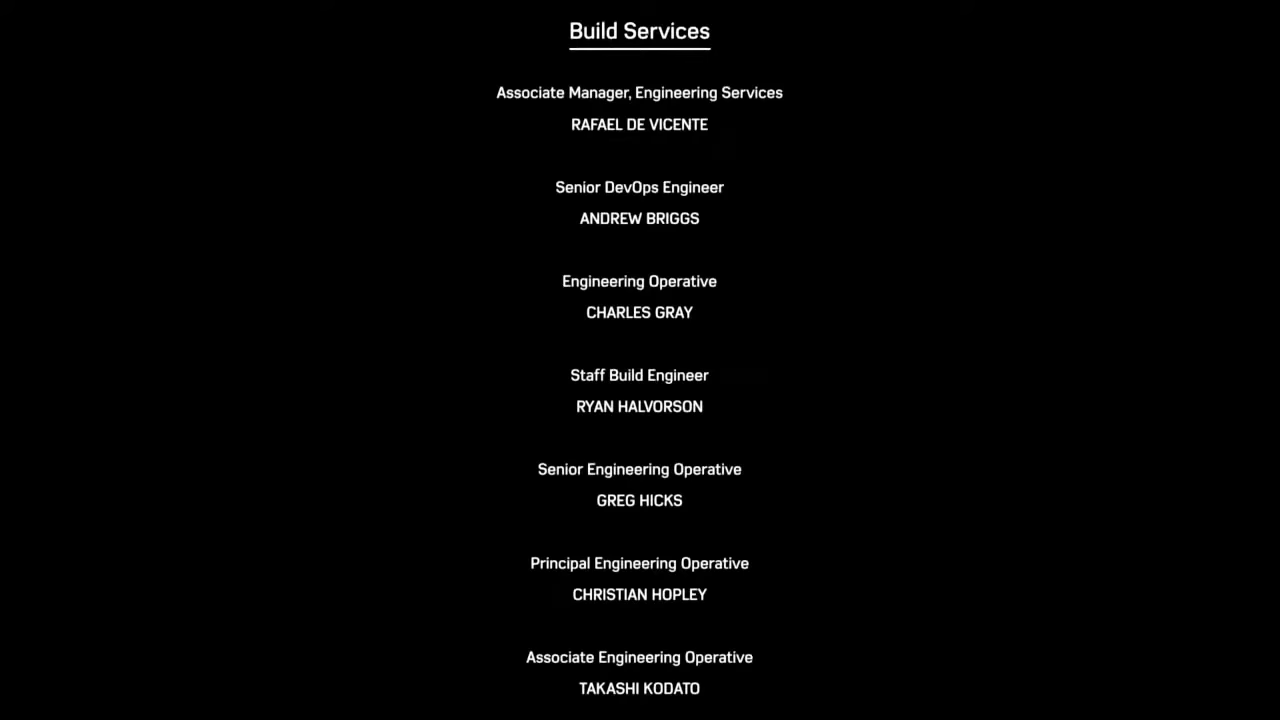 Build Services
Associate Manager, Engineering Services
RAFAEL DE VICENTE
Senior DevOps Engineer
ANDREW BRIGGS
Engineering Operative
CHARLES GRAY
Staff Build Engineer
RYAN HALVORSON
Senior Engineering Operative
GREG HICKS
Principal Engineering Operative
CHRISTIAN HOPLEY
Associate Engineering Operative
TAKASHI KODATO